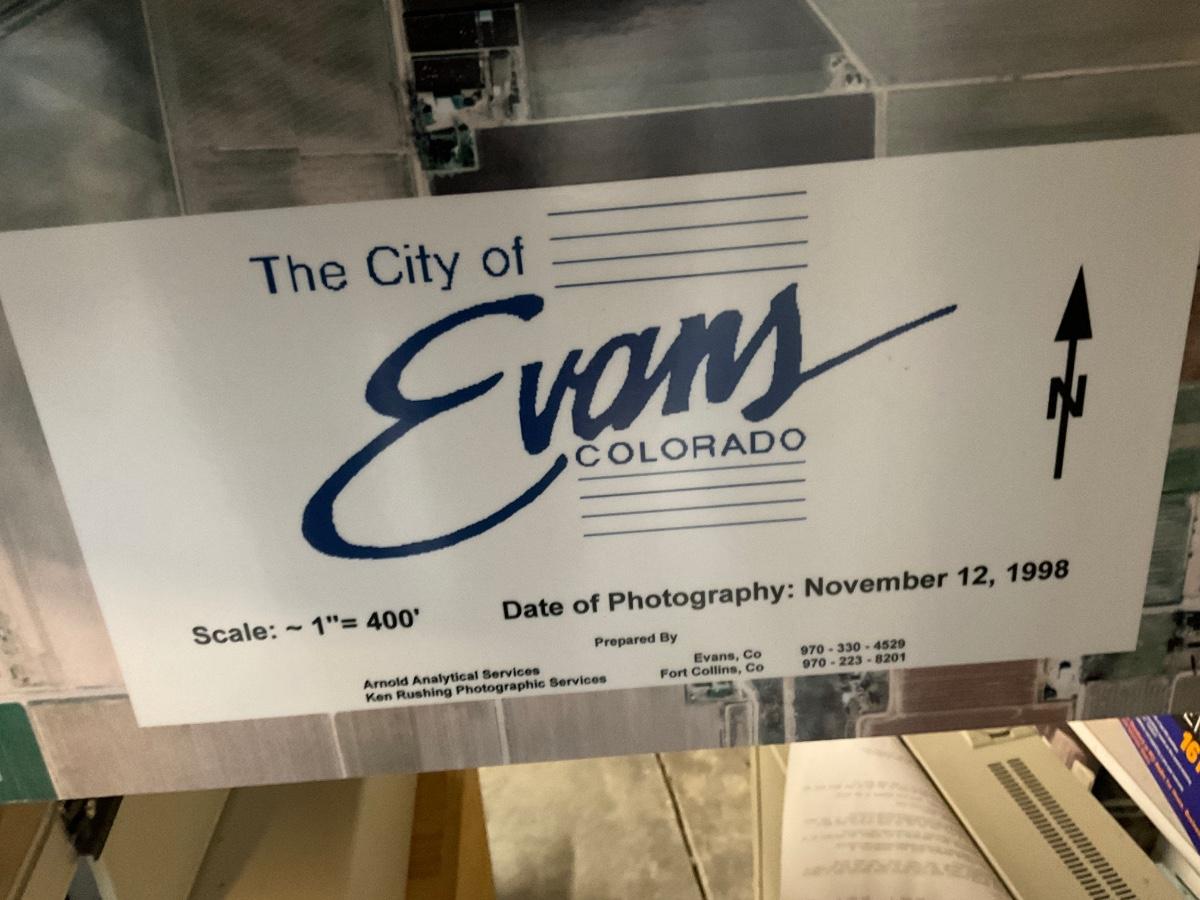 The City of
Evans
COLORADO
N
Scale: ~ 1"= 400'
Date of Photography: November 12, 1998
Prepared By
Arnold Analytical Services Evans, Co 970 - 330 - 4529
Ken Rushing Photographic Services Fort Collins, Co 970 - 223 - 8201